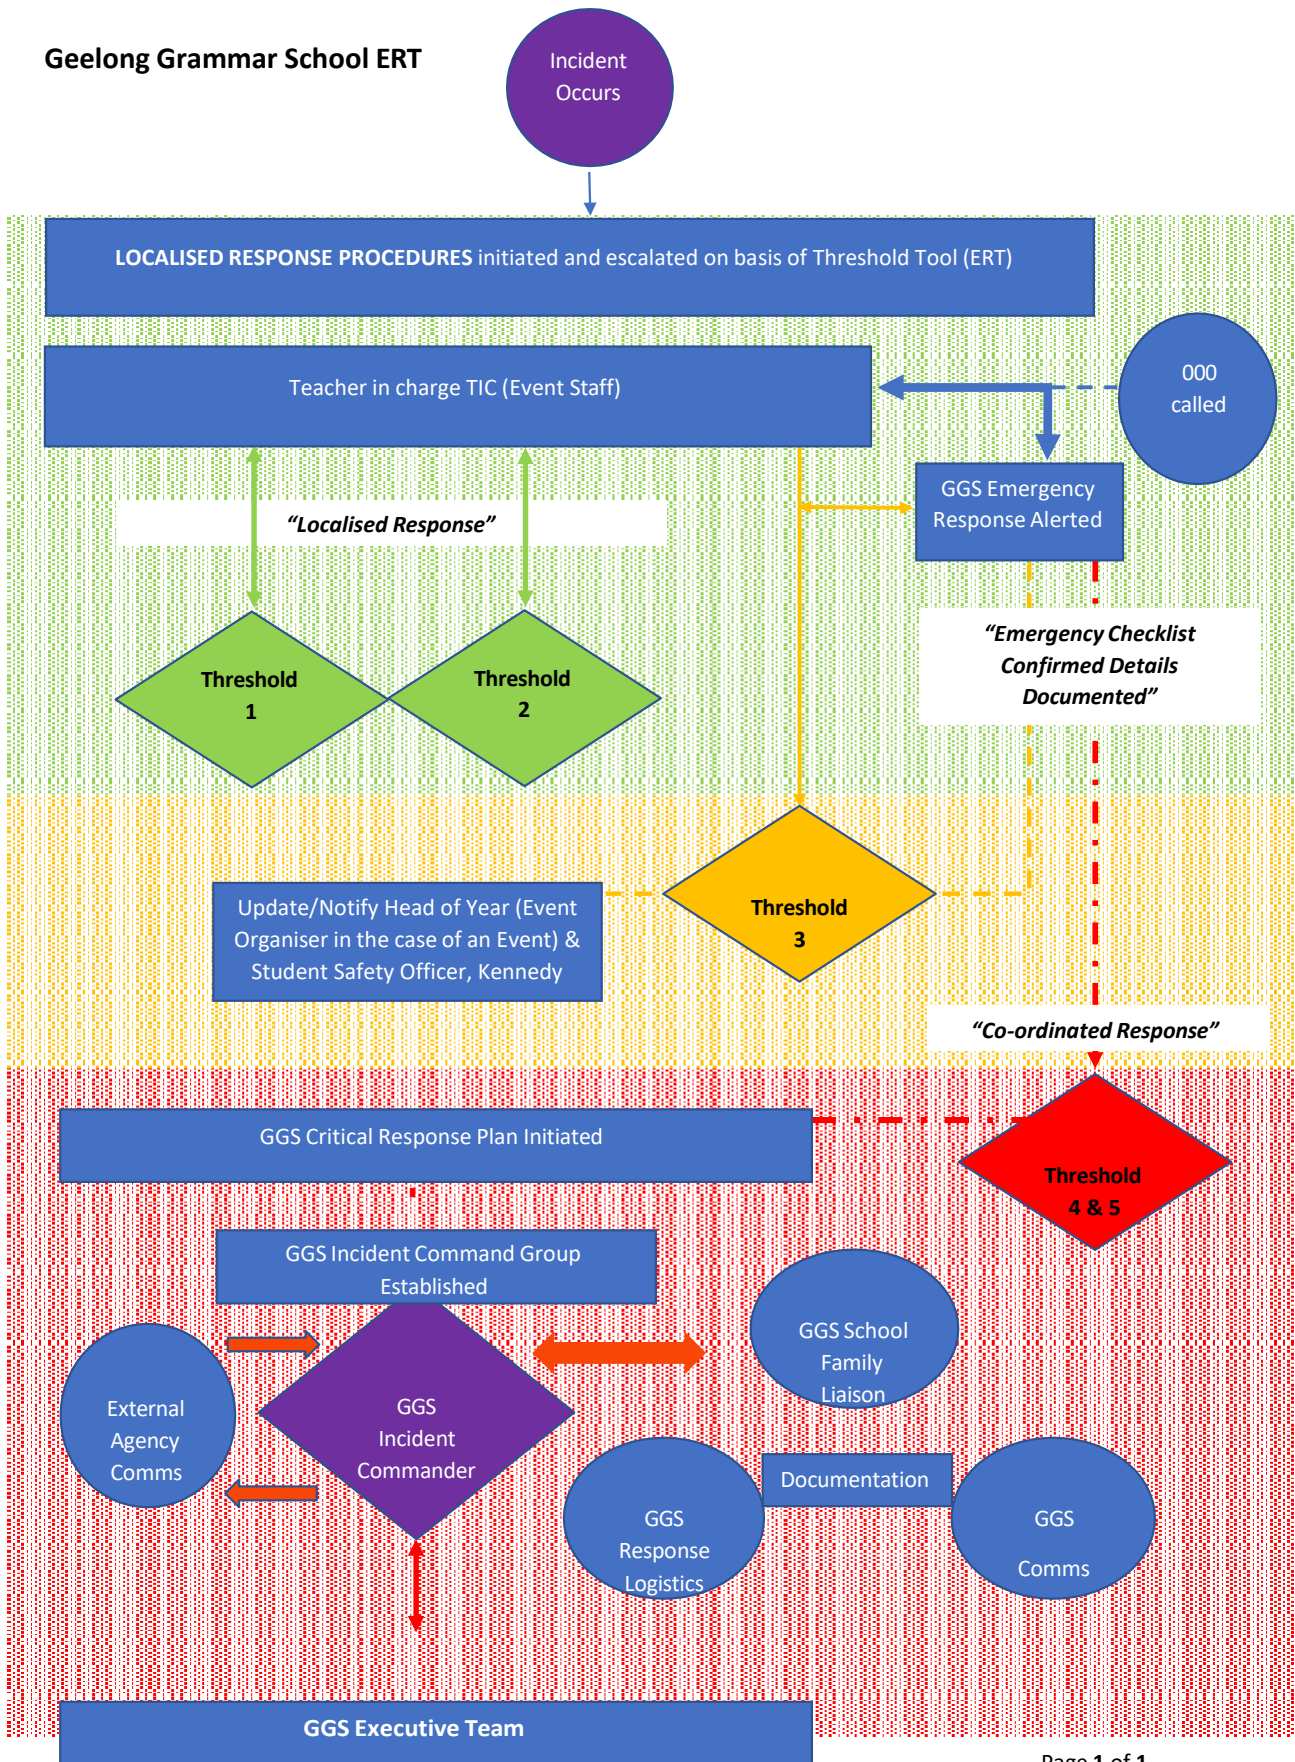 Geelong Grammar School ERT
Incident
Occurs
LOCALISED RESPONSE PROCEDURES initiated and escalated on basis of Threshold Tool (ERT)
Teacher in charge TIC (Event Staff)
000
called
GGS Emergency
Response Alerted
“Localised Response”
“Emergency Checklist
Confirmed Details
Documented”
Threshold
1
Threshold
2
Threshold
3
Update/Notify Head of Year (Event
Organiser in the case of an Event) &
Student Safety Officer, Kennedy
“Co-ordinated Response”
GGS Critical Response Plan Initiated
Threshold
4 & 5
GGS Incident Command Group
Established
GGS School
Family
Liaison
External
Agency
Comms
GGS
Incident
Commander
Documentation
GGS
Response
Logistics
GGS
Comms
GGS Executive Team
Page 1 of 1